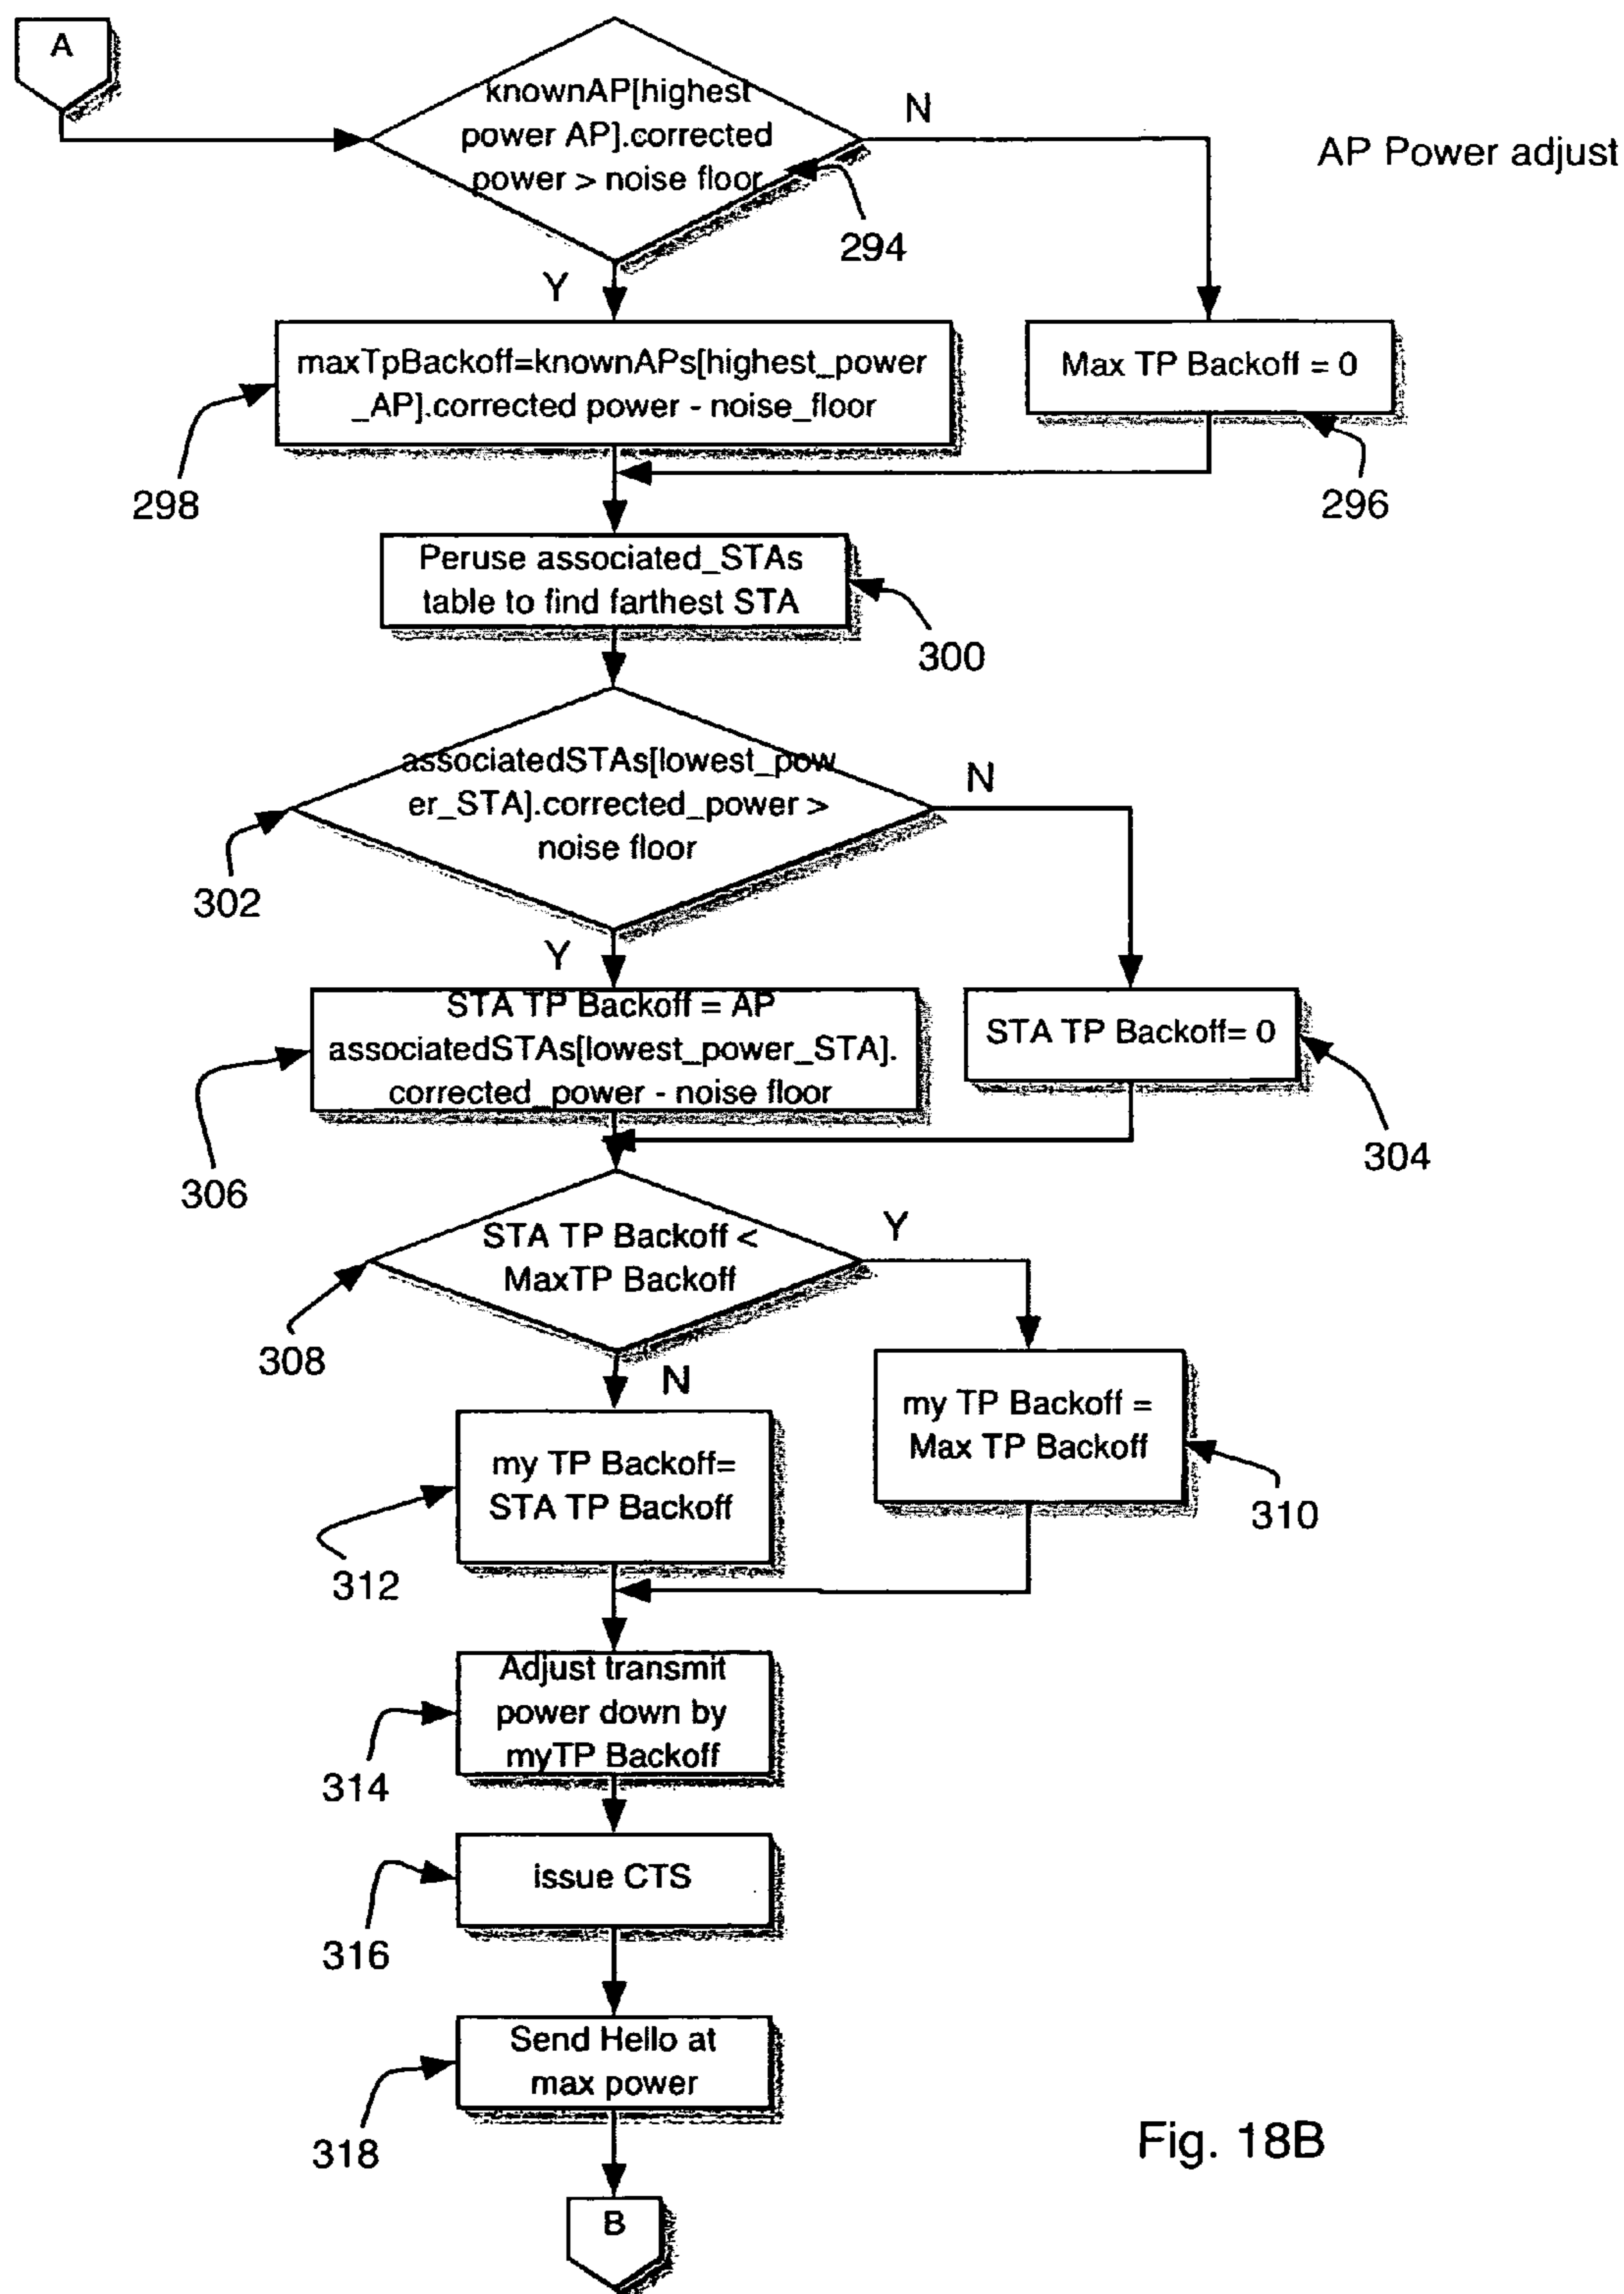 A
knownAP[highest
power AP].corrected
power > noise floor
N
AP Power adjust
294
Y
maxTpBackoff=knownAPs[highest_power
_AP].corrected power - noise_floor
Max TP Backoff = 0
298
296
Peruse associated_STAs
table to find farthest STA
300
associatedSTAs[lowest_pow
er_STA].corrected_power >
noise floor
N
302
Y
STA TP Backoff = AP
associatedSTAs[lowest_power_STA].
corrected_power - noise floor
STA TP Backoff= 0
306
304
STA TP Backoff <
MaxTP Backoff
Y
308
N
my TP Backoff =
Max TP Backoff
my TP Backoff=
STA TP Backoff
310
312
Adjust transmit
power down by
myTP Backoff
314
issue CTS
316
Send Hello at
max power
318
Fig. 18B
B